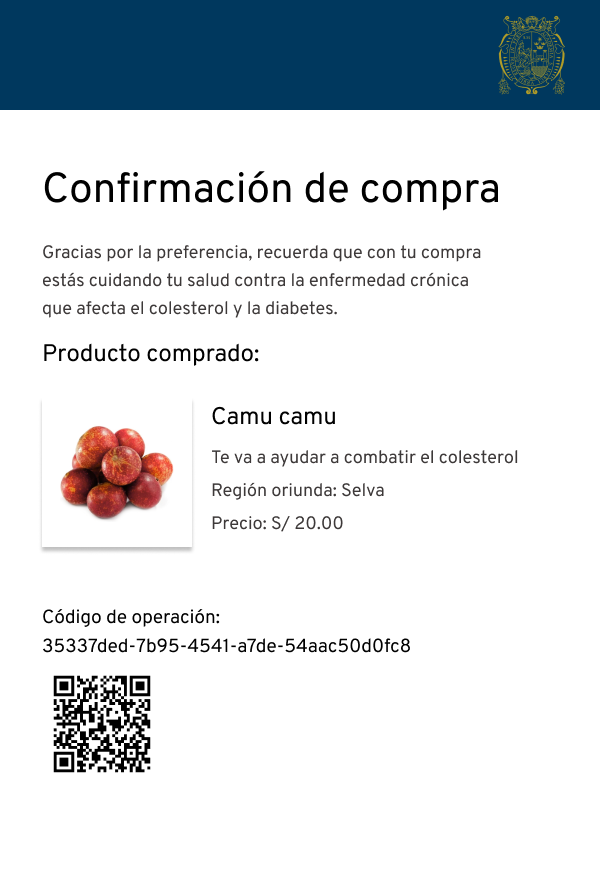 Confirmación de compra
Gracias por la preferencia, recuerda que con tu compra
estás cuidando tu salud contra la enfermedad crónica
que afecta el colesterol y la diabetes.
Producto comprado:
Camu camu
Te va a ayudar a combatir el colesterol
Región oriunda: Selva
Precio: S/ 20.00
Código de operación:
35337ded-7b95-4541-a7de-54aac50d0fc8